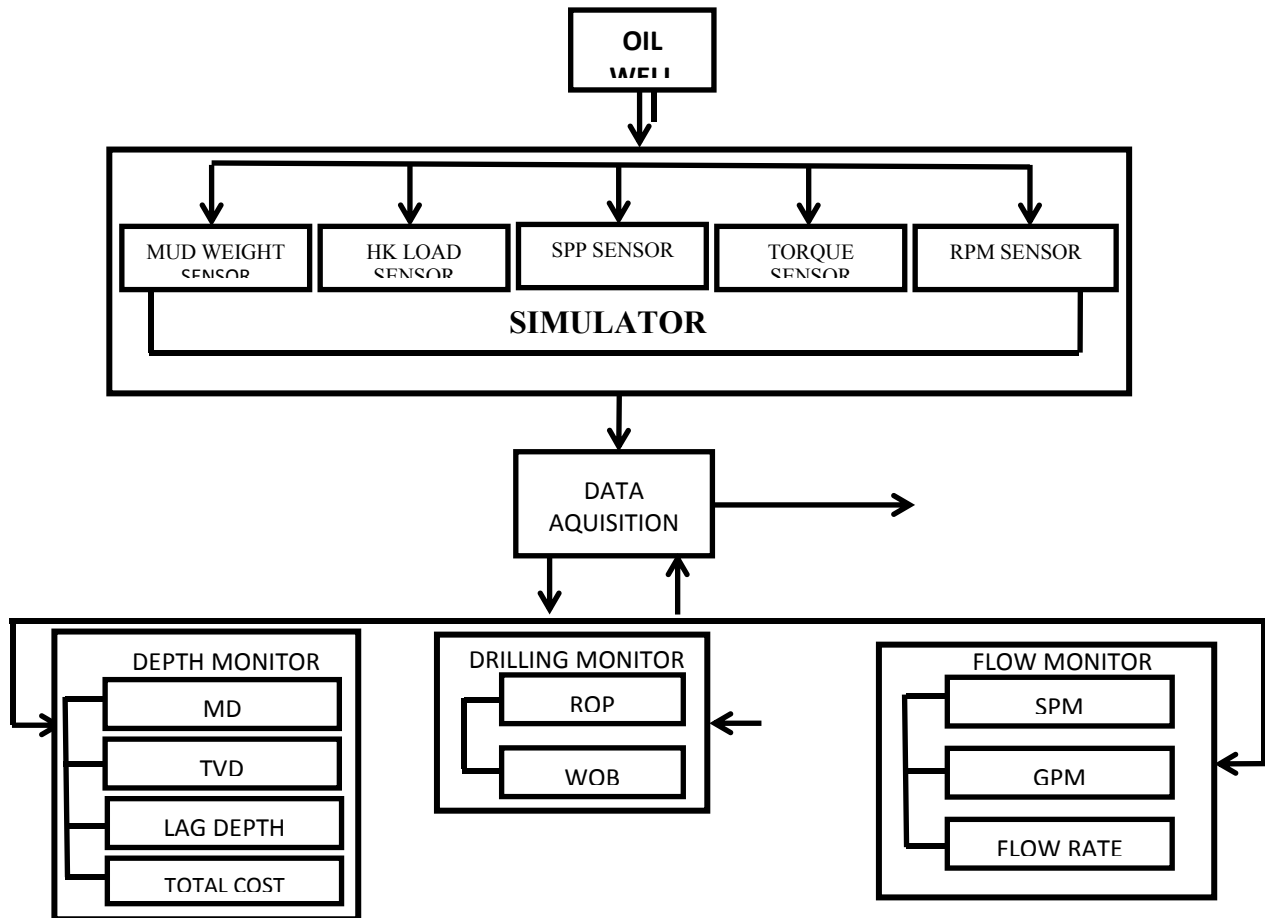 OIL
WELL
MUD WEIGHT
SENSOR
HK LOAD
SENSOR
SPP SENSOR
TORQUE
SENSOR
RPM SENSOR
SIMULATOR
DATA
AQUISITION
DEPTH MONITOR
MD
TVD
LAG DEPTH
TOTAL COST
DRILLING MONITOR
ROP
WOB
FLOW MONITOR
SPM
GPM
FLOW RATE